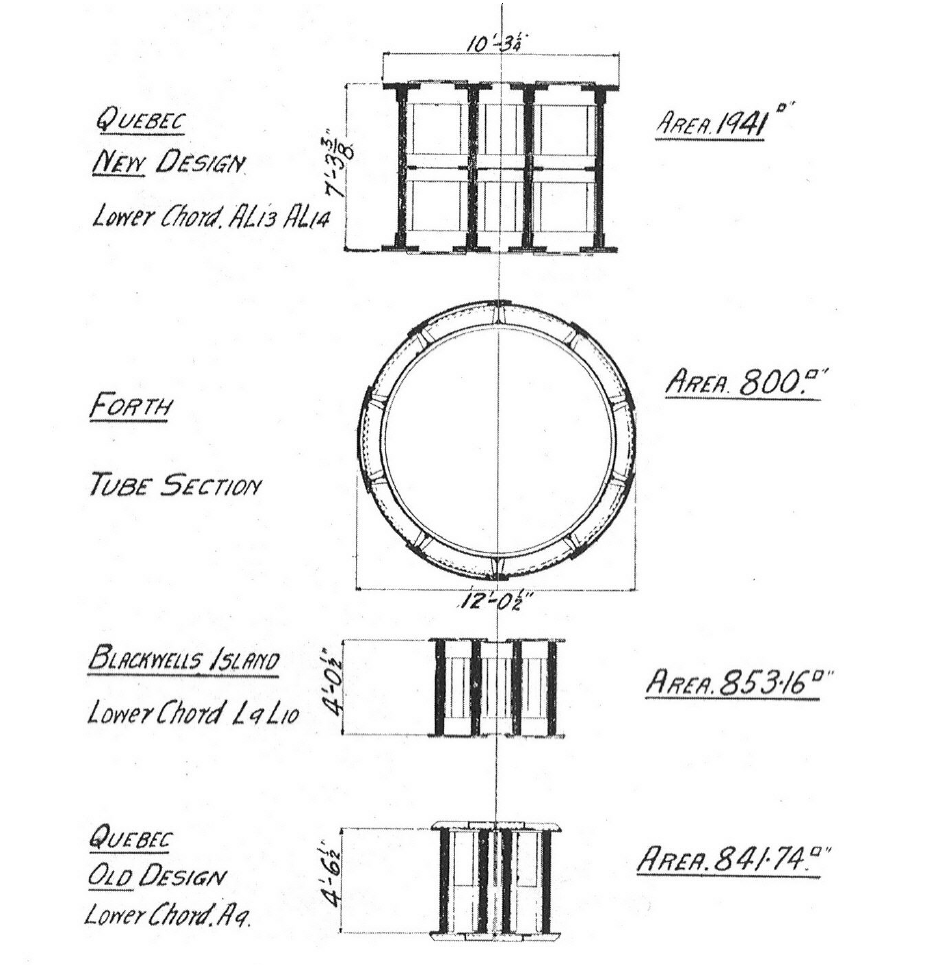 10'-3¼"
QUEBEC
NEW DESIGN
Lower Chord. AL13 AL14
7'-3⅜"
AREA. 1941□"
FORTH
TUBE SECTION
AREA. 800.□"
12'-0½"
BLACKWELLS ISLAND
Lower Chord L9L10
4'-0½"
AREA. 853·16□"
QUEBEC
OLD DESIGN
Lower Chord. A9.
4'-6½"
AREA. 841·74.□"